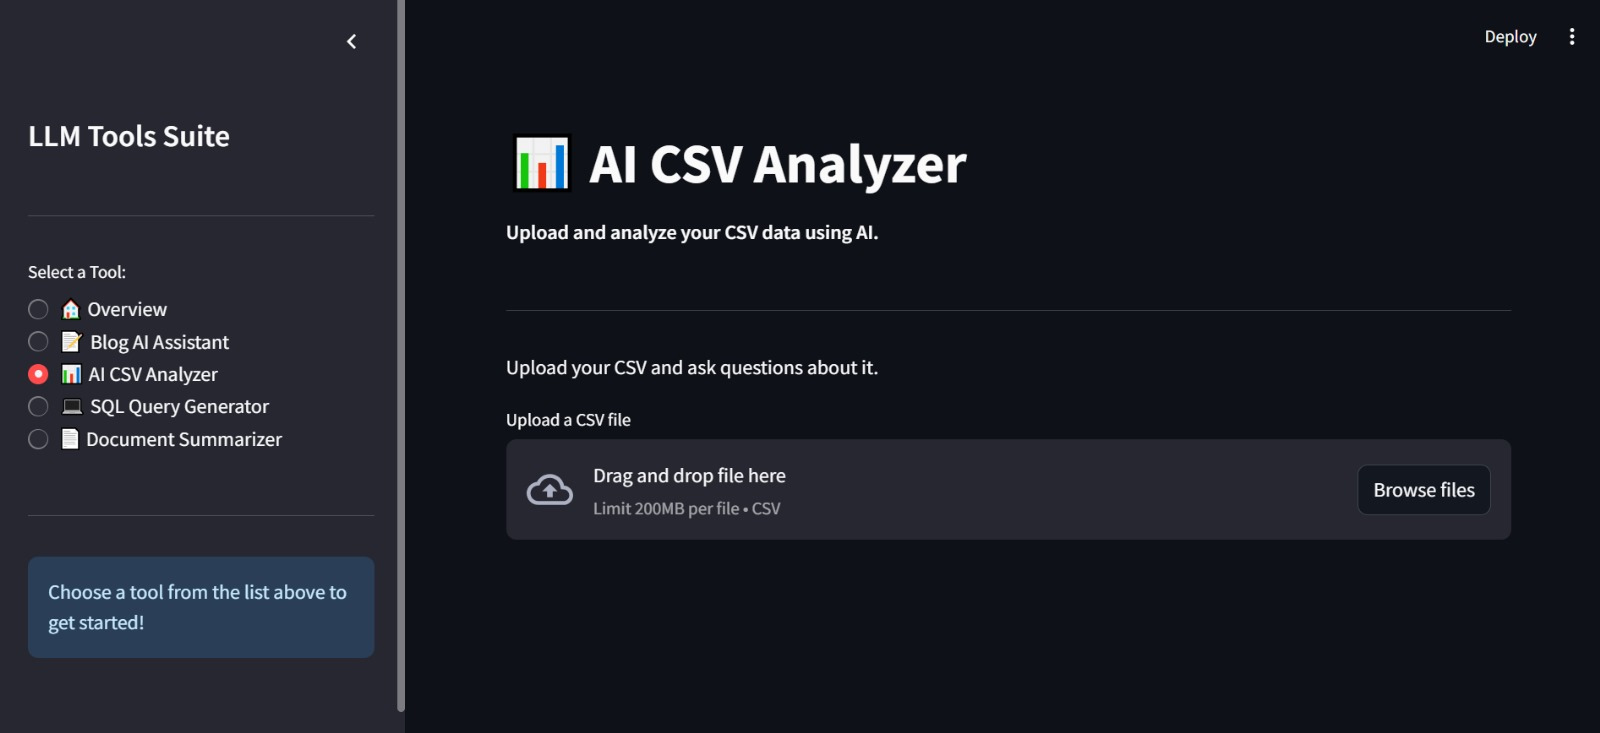 LLM Tools Suite
Select a Tool:
Overview
Blog AI Assistant
AI CSV Analyzer
SQL Query Generator
Document Summarizer
Choose a tool from the list above to
get started!
Deploy
AI CSV Analyzer
Upload and analyze your CSV data using AI.
Upload your CSV and ask questions about it.
Upload a CSV file
Drag and drop file here
Limit 200MB per file • CSV
Browse files